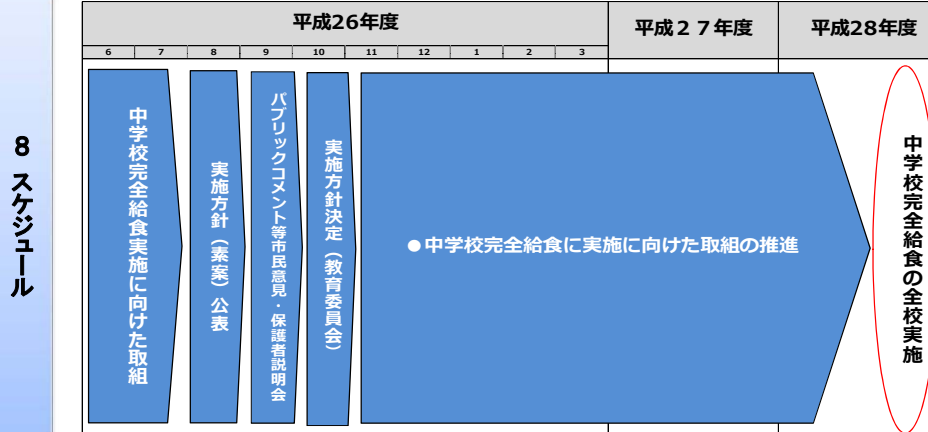 8 スケジュール
平成26年度
平成２７年度
平成28年度
6 7 8 9 10 11 12 1 2 3
中学校完全給食実施に向けた取組
実施方針（素案）公表
パブリックコメント等市民意見・保護者説明会
実施方針決定（教育委員会）
●中学校完全給食に実施に向けた取組の推進
中学校完全給食の全校実施